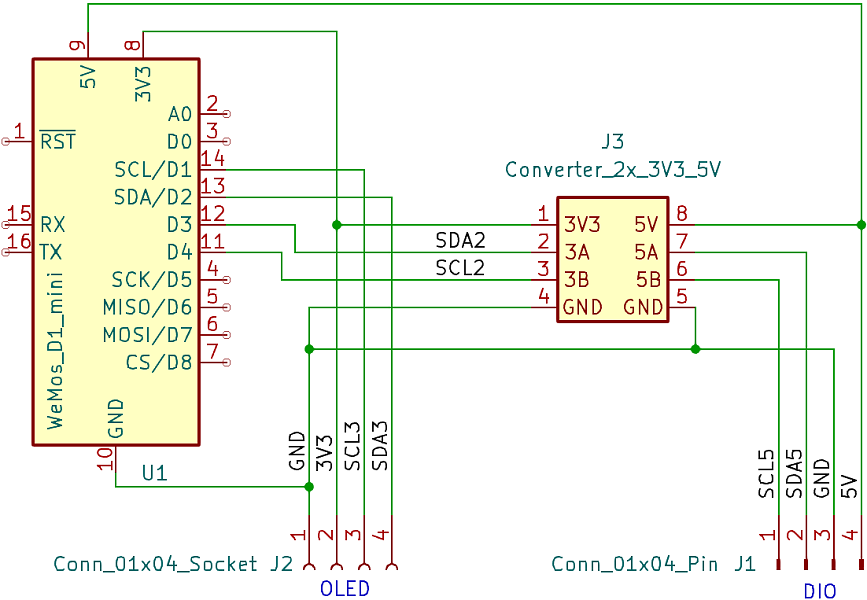 9 8
5V 3V3
A0 2
1 RST D0 3
SCL/D1 14
SDA/D2 13
15 RX D3 12
16 TX D4 11
SCK/D5 4
MISO/D6 5
MOSI/D7 6
CS/D8 7
WeMos_D1_mini
GND
10
U1
J3
Converter_2x_3V3_5V
1 3V3 5V 8
SDA2 2 3A 5A 7
SCL2 3 3B 5B 6
4 GND GND 5
GND 3V3 SCL3 SDA3
1 2 3 4
Conn_01x04_Socket J2
OLED
SCL5 SDA5 GND 5V
1 2 3 4
Conn_01x04_Pin J1
DIO